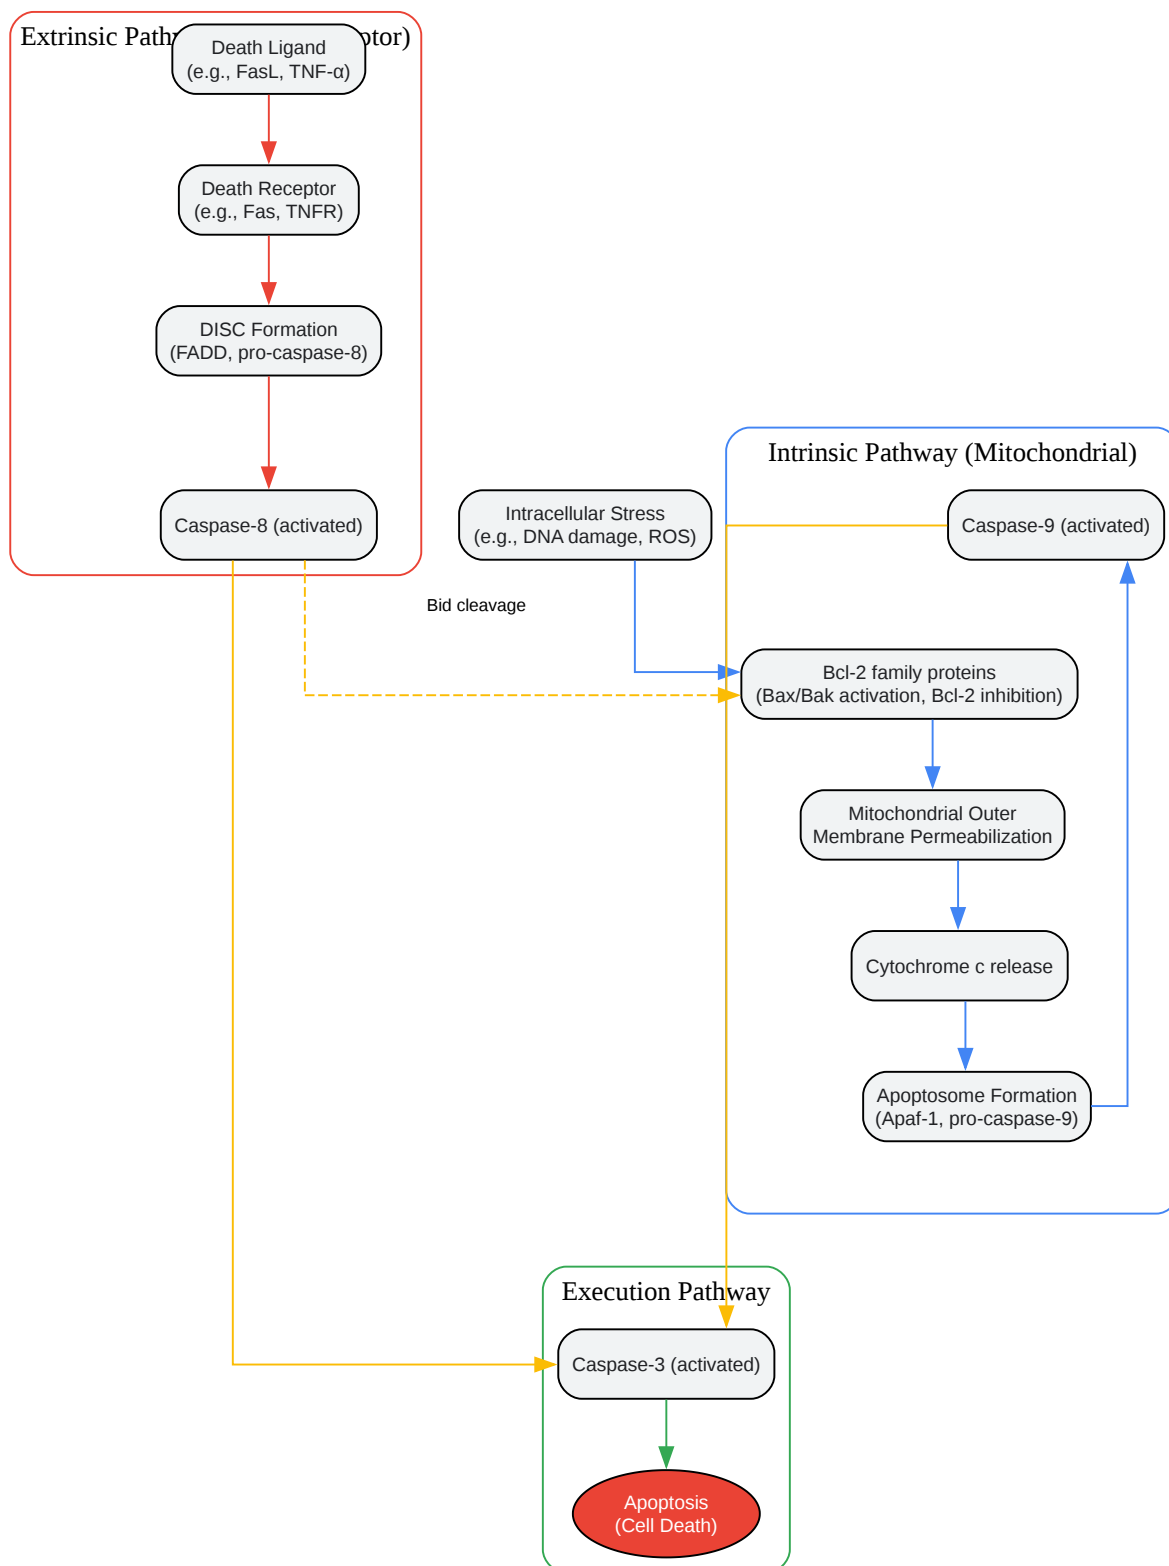 Extrinsic Path
tor)
Death Ligand
(e.g., FasL, TNF-α)
Death Receptor
(e.g., Fas, TNFR)
DISC Formation
(FADD, pro-caspase-8)
Caspase-8 (activated)
Intracellular Stress
(e.g., DNA damage, ROS)
Bid cleavage
Intrinsic Pathway (Mitochondrial)
Caspase-9 (activated)
Bcl-2 family proteins
(Bax/Bak activation, Bcl-2 inhibition)
Mitochondrial Outer
Membrane Permeabilization
Cytochrome c release
Apoptosome Formation
(Apaf-1, pro-caspase-9)
Execution Pathway
Caspase-3 (activated)
Apoptosis
(Cell Death)